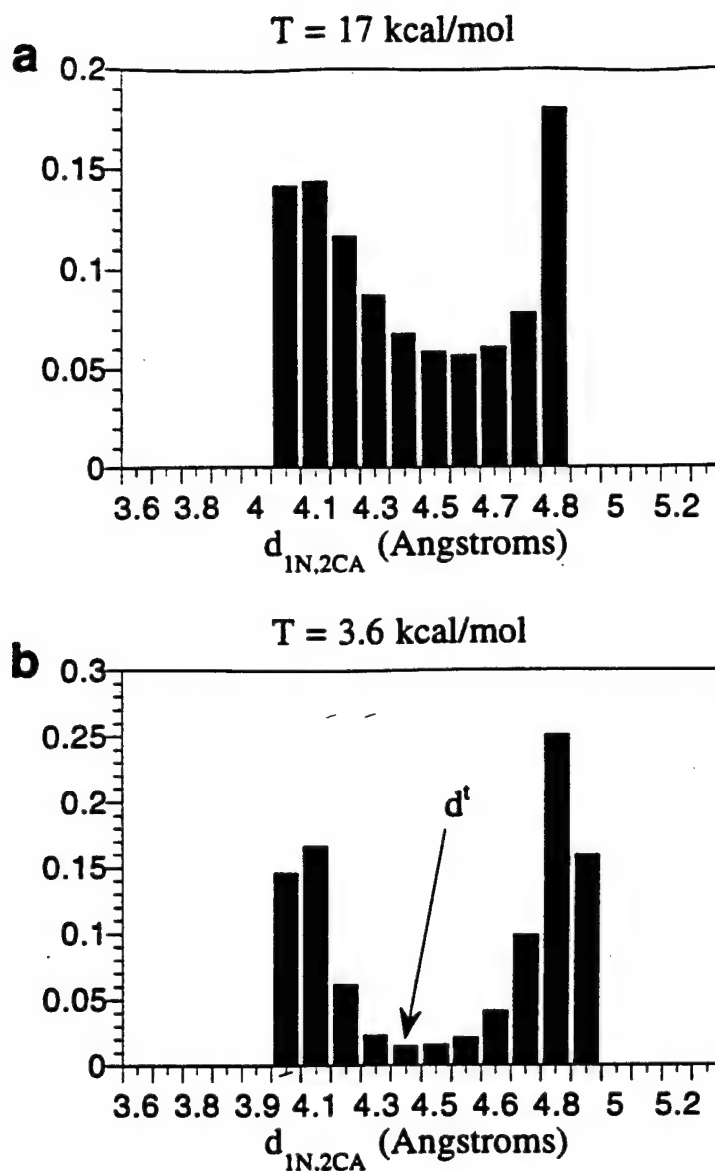 T = 17 kcal/mol
a
0.2
0.15
0.1
0.05
0
3.6 3.8 4 4.1 4.3 4.5 4.7 4.8 5 5.2
d1N,2CA (Angstroms)
T = 3.6 kcal/mol
b
0.3
0.25
0.2
0.15
0.1
0.05
0
dt
3.6 3.8 3.9 4.1 4.3 4.5 4.6 4.8 5 5.2
d1N,2CA (Angstroms)